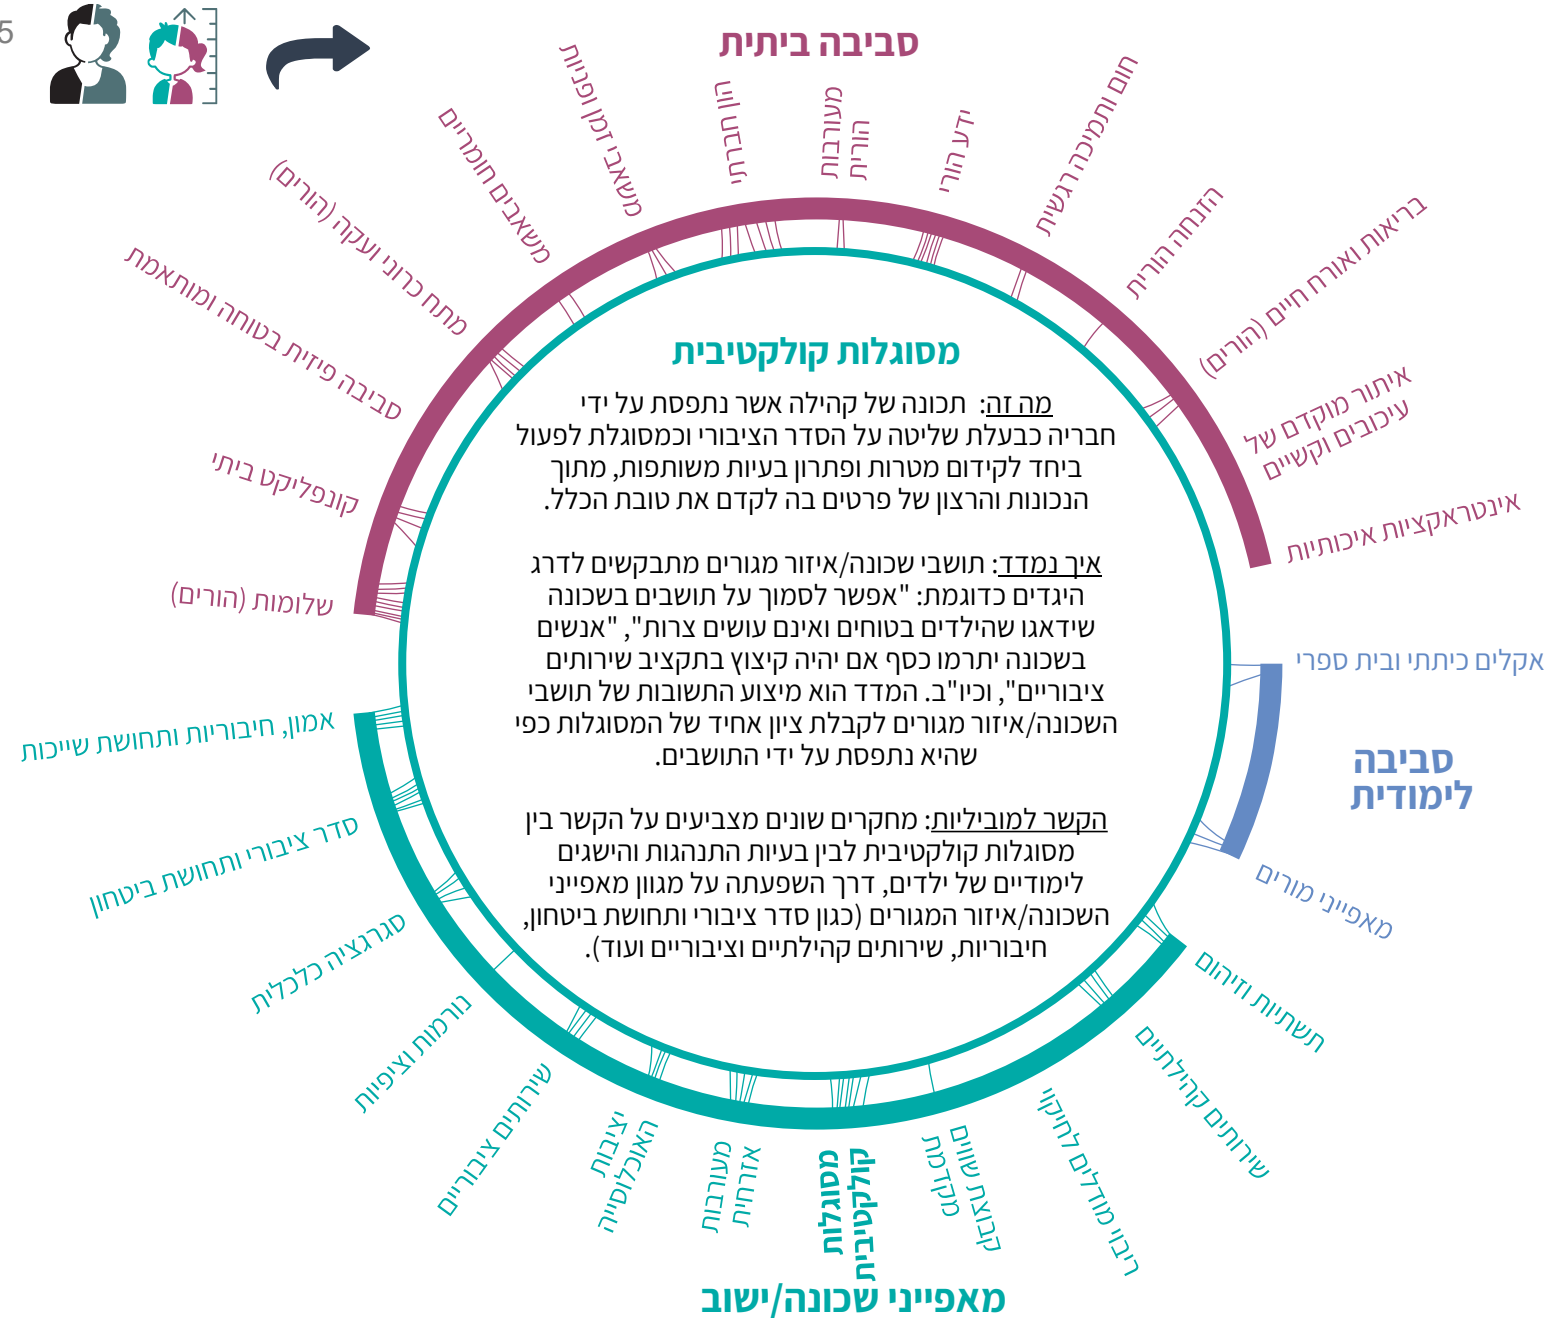 5
סביבה ביתית
שלומות (הורים)
קונפליקט ביתי
סביבה פיזית בטוחה ומותאמת
מתח כרוני ועקה (הורים)
משאבים חומריים
משאבי זמן ופניות
הון חברתי
מעורבות
הורית
ידע הורי
חום ותמיכה רגשית
הזנחה הורית
בריאות ואורח חיים (הורים)
איתור מוקדם של
עיכובים וקשיים
אינטראקציות איכותיות
אקלים כיתתי ובית ספרי
סביבה
לימודית
מאפייני מורים
מסוגלות קולקטיבית
מה זה: תכונה של קהילה אשר נתפסת על ידי
חבריה כבעלת שליטה על הסדר הציבורי וכמסוגלת לפעול
ביחד לקידום מטרות ופתרון בעיות משותפות, מתוך
הנכונות והרצון של פרטים בה לקדם את טובת הכלל.
איך נמדד: תושבי שכונה/איזור מגורים מתבקשים לדרג
היגדים כדוגמת: "אפשר לסמוך על תושבים בשכונה
שידאגו שהילדים בטוחים ואינם עושים צרות", "אנשים
בשכונה יתרמו כסף אם יהיה קיצוץ בתקציב שירותים
ציבוריים", וכיו"ב. המדד הוא מיצוע התשובות של תושבי
השכונה/איזור מגורים לקבלת ציון אחיד של המסוגלות כפי
שהיא נתפסת על ידי התושבים.
הקשר למוביליות: מחקרים שונים מצביעים על הקשר בין
מסוגלות קולקטיבית לבין בעיות התנהגות והישגים
לימודיים של ילדים, דרך השפעתה על מגוון מאפייני
השכונה/איזור המגורים (כגון סדר ציבורי ותחושת ביטחון,
חיבוריות, שירותים קהילתיים וציבוריים ועוד).
אמון, חיבוריות ותחושת שייכות
סדר ציבורי ותחושת ביטחון
סגרגציה כלכלית
נורמות וציפיות
שירותים ציבוריים
יציבות
האוכלוסייה
מעורבות
אזרחית
מסוגלות
קולקטיבית
קבוצת שווים
מקדמת
ריבוי מודלים לחיקוי
שירותים קהילתיים
תשתיות וזיהום
מאפייני שכונה/ישוב